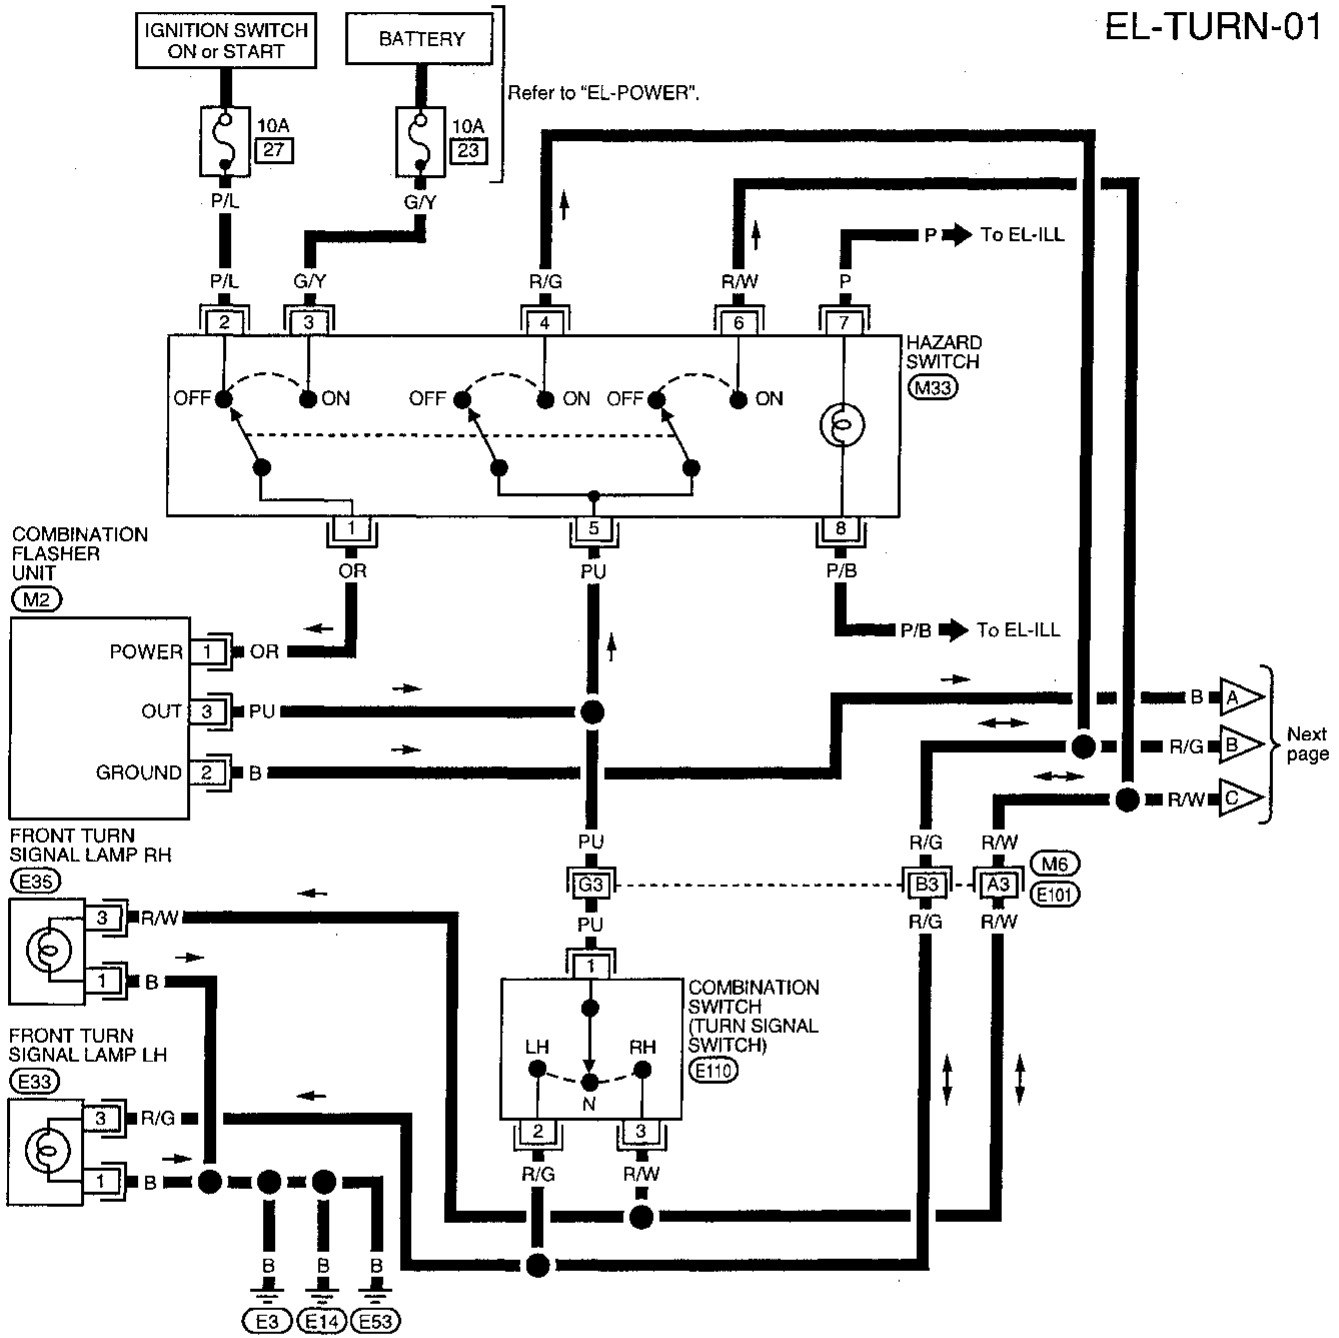 EL-TURN-01
IGNITION SWITCH
ON or START
BATTERY
Refer to "EL-POWER".
10A
27
10A
23
P/L
G/Y
P
To EL-ILL
P/L
G/Y
R/G
R/W
P
2
3
4
6
7
HAZARD
SWITCH
M33
OFF
ON
OFF
ON
OFF
ON
1
5
8
OR
PU
P/B
P/B
To EL-ILL
COMBINATION
FLASHER
UNIT
M2
POWER
1
OR
OUT
3
PU
GROUND
2
B
B
A
R/G
B
R/W
C
Next
page
PU
R/G
R/W
G3
B3
A3
M6
E101
PU
R/G
R/W
FRONT TURN
SIGNAL LAMP RH
E35
3
R/W
1
B
FRONT TURN
SIGNAL LAMP LH
E33
3
R/G
1
B
1
COMBINATION
SWITCH
(TURN SIGNAL
SWITCH)
E110
LH
RH
N
2
3
R/G
R/W
B
B
B
E3
E14
E53